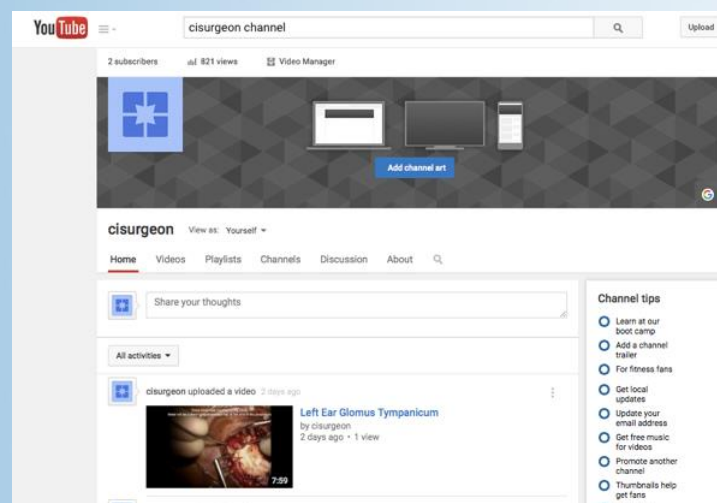 YouTube
cisurgeon channel
Upload
2 subscribers
821 views
Video Manager
Add channel art
cisurgeon
View as: Yourself
Home Videos Playlists Channels Discussion About
Share your thoughts
All activities
cisurgeon uploaded a video 2 days ago
Left Ear Glomus Tympanicum
by cisurgeon
2 days ago • 1 view
7:59
Channel tips
Learn at our
boot camp
Add a channel
trailer
For fitness fans
Get local
updates
Update your
email address
Get free music
for videos
Promote another
channel
Thumbnails help
get fans